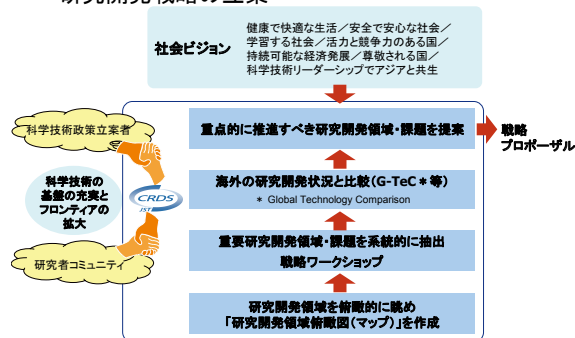 研究開発戦略の立案
社会ビジョン
健康で快適な生活／安全で安心な社会／
学習する社会／活力と競争力のある国／
持続可能な経済発展／尊敬される国／
科学技術リーダーシップでアジアと共生
科学技術政策立案者
科学技術の
基盤の充実と
フロンティアの
拡大
CRDS
JST
研究者コミュニティ
重点的に推進すべき研究開発領域・課題を提案
戦略
プロポーザル
海外の研究開発状況と比較(G-TeC＊等)
＊ Global Technology Comparison
重要研究開発領域・課題を系統的に抽出
戦略ワークショップ
研究開発領域を俯瞰的に眺め
「研究開発領域俯瞰図(マップ)」を作成